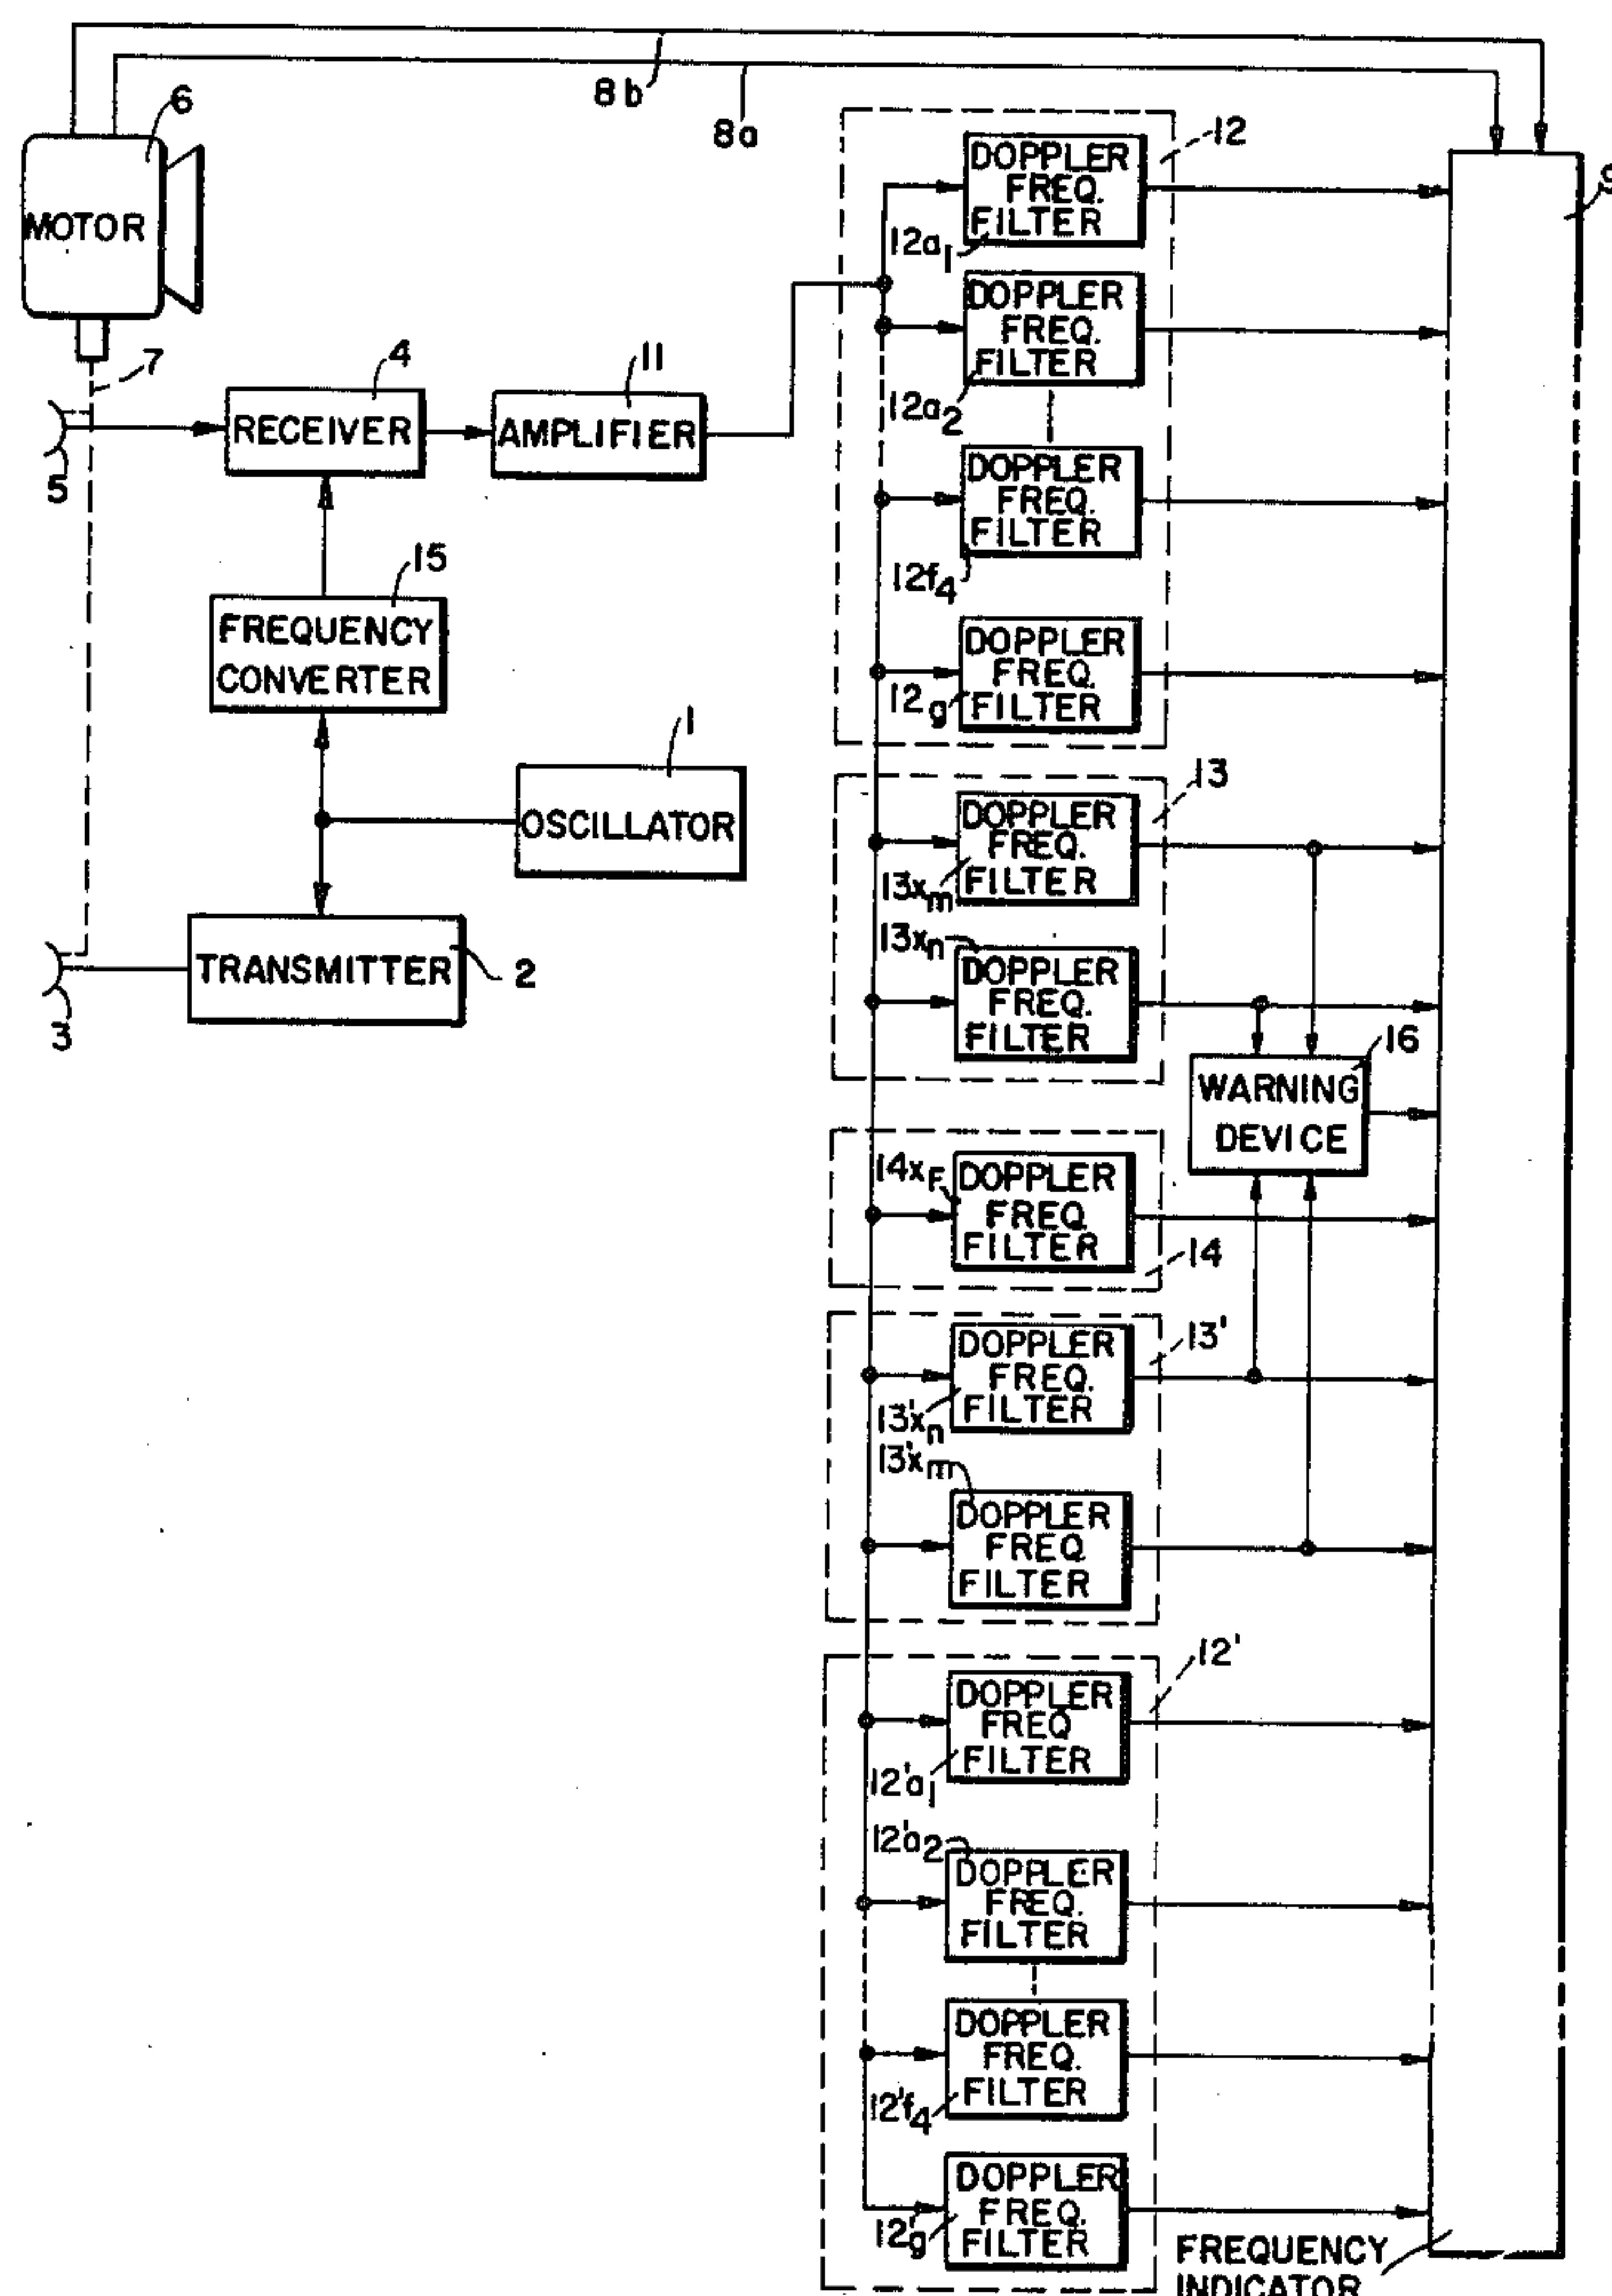 8b
8a
6
MOTOR
7
5
4
RECEIVER
11
AMPLIFIER
15
FREQUENCY
CONVERTER
1
OSCILLATOR
TRANSMITTER
2
3
12
DOPPLER
FREQ.
FILTER
12a1
DOPPLER
FREQ.
FILTER
12a2
DOPPLER
FREQ.
FILTER
12f4
DOPPLER
FREQ.
FILTER
12g
13
DOPPLER
FREQ.
FILTER
13xm
13xn
DOPPLER
FREQ.
FILTER
16
WARNING
DEVICE
14xF
DOPPLER
FREQ
FILTER
14
13'
DOPPLER
FREQ.
FILTER
13'xn
13'xm
DOPPLER
FREQ
FILTER
12'
DOPPLER
FREQ
FILTER
12'a1
12'a2
DOPPLER
FREQ.
FILTER
DOPPLER
FREQ.
FILTER
12'f4
DOPPLER
FREQ.
FILTER
12'g
9
FREQUENCY
INDICATOR